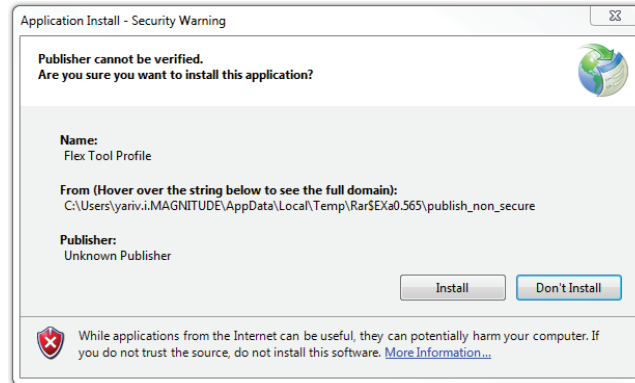 Application Install - Security Warning
Publisher cannot be verified.
Are you sure you want to install this application?
Name:
Flex Tool Profile
From (Hover over the string below to see the full domain):
C:\Users\yariv.i.MAGNITUDE\AppData\Local\Temp\Rar$EXa0.565\publish_non_secure
Publisher:
Unknown Publisher
Install
Don't Install
While applications from the Internet can be useful, they can potentially harm your computer. If
you do not trust the source, do not install this software. More Information...